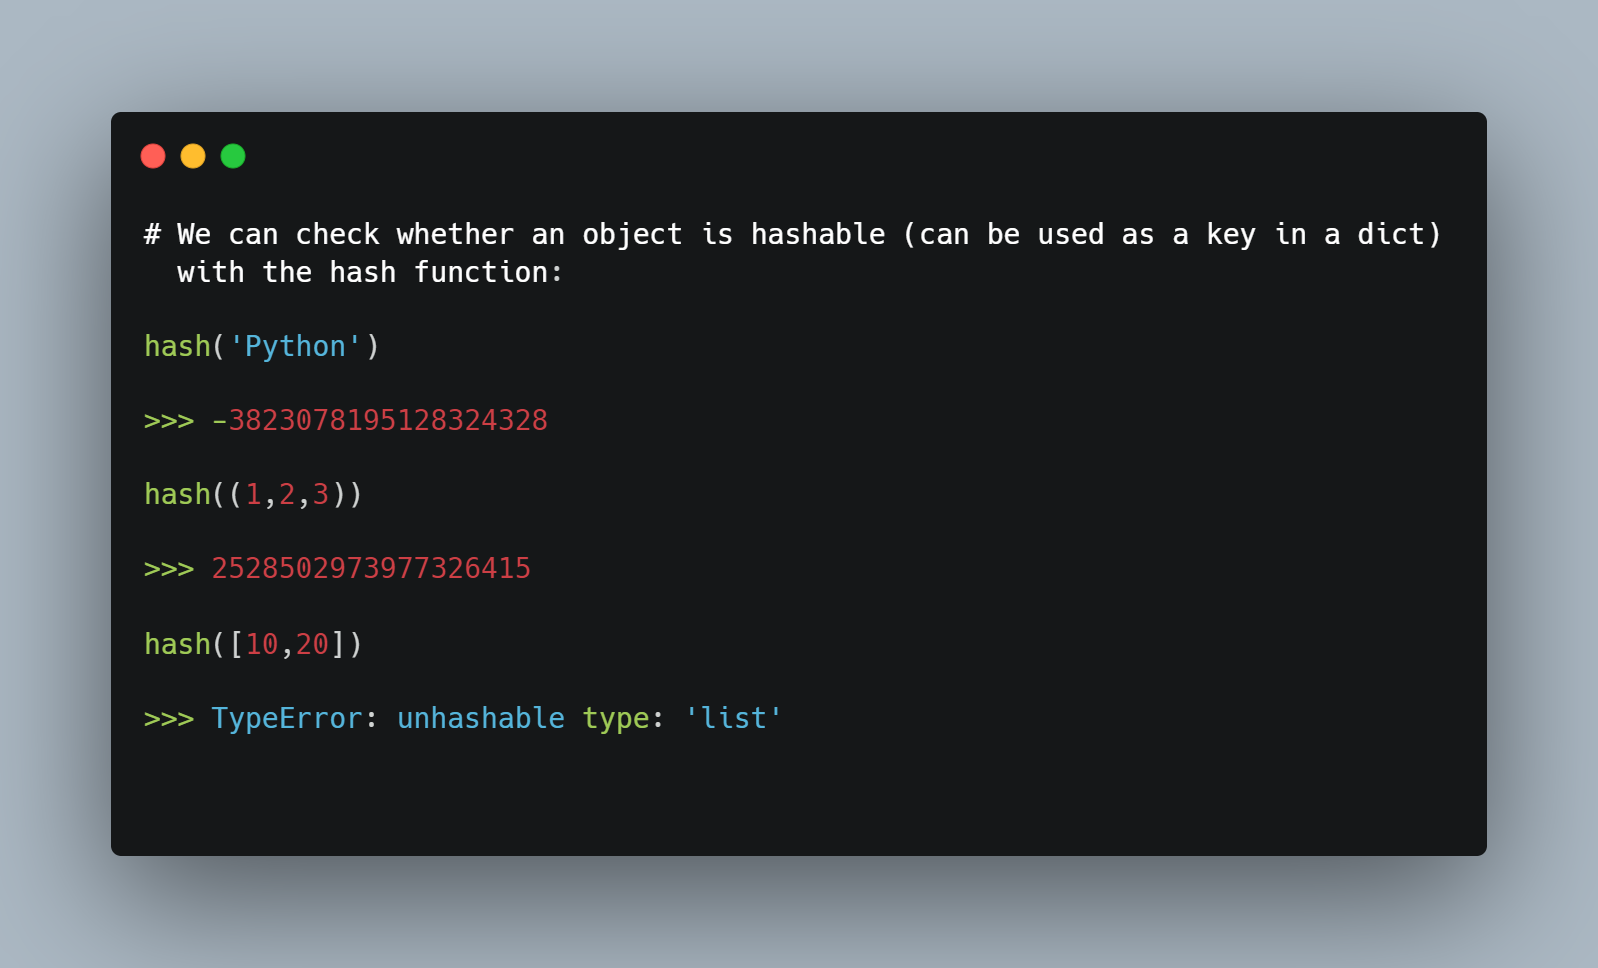 # We can check whether an object is hashable (can be used as a key in a dict)
with the hash function:
hash('Python')
>>> -3823078195128324328
hash((1,2,3))
>>> 2528502973977326415
hash([10,20])
>>> TypeError: unhashable type: 'list'